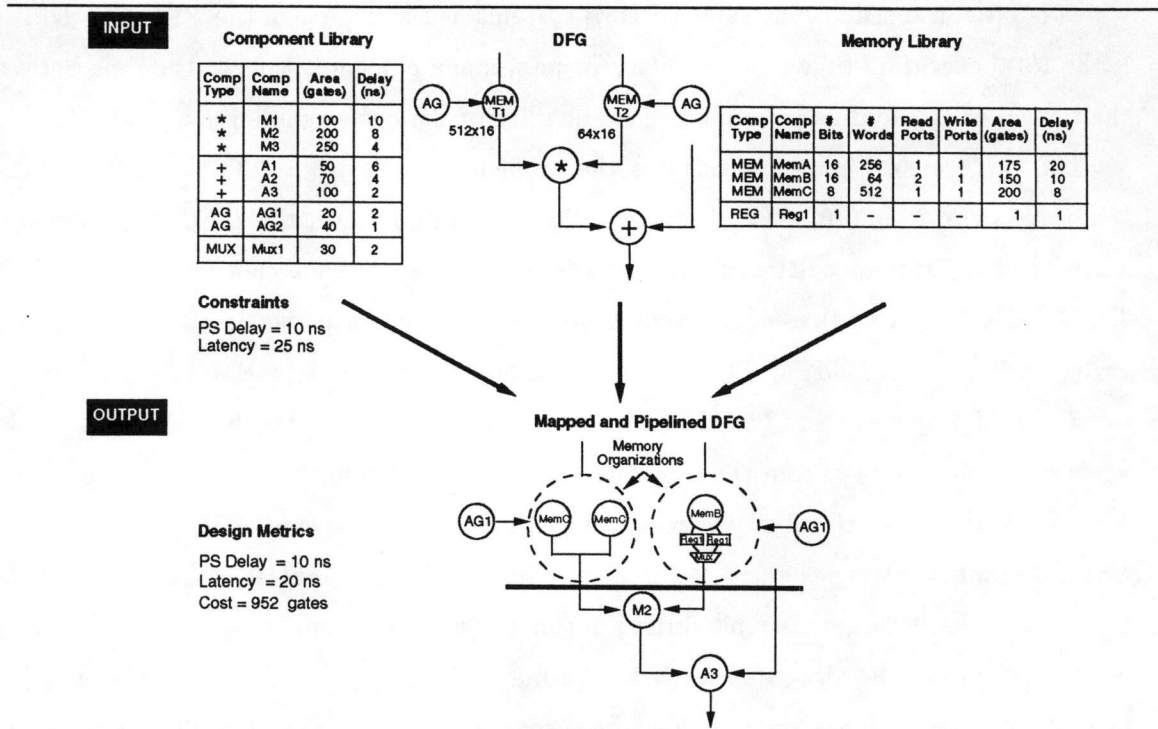 INPUT
Component Library
Comp Type Comp Name Area (gates) Delay (ns)
* M1 100 10
* M2 200 8
* M3 250 4
+ A1 50 6
+ A2 70 4
+ A3 100 2
AG AG1 20 2
AG AG2 40 1
MUX Mux1 30 2
DFG
AG
MEM T1
MEM T2
AG
512x16
64x16
*
+
Memory Library
Comp Type Comp Name # Bits # Words Read Ports Write Ports Area (gates) Delay (ns)
MEM MemA 16 256 1 1 175 20
MEM MemB 16 64 2 1 150 10
MEM MemC 8 512 1 1 200 8
REG Reg1 1 – – – 1 1
Constraints
PS Delay = 10 ns
Latency = 25 ns
OUTPUT
Mapped and Pipelined DFG
Memory
Organizations
AG1
MemC
MemC
MemB
Reg1 Reg1
Mux
AG1
Design Metrics
PS Delay = 10 ns
Latency = 20 ns
Cost = 952 gates
M2
A3